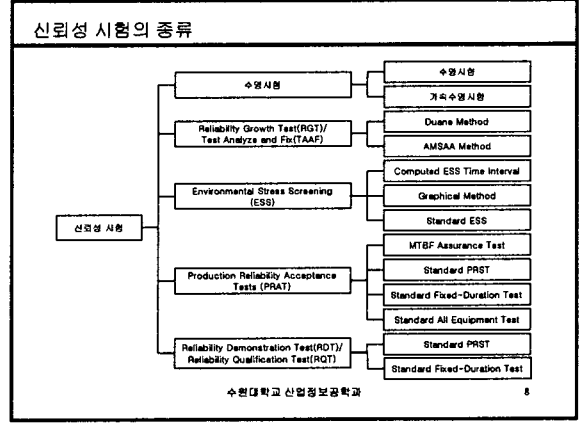 신뢰성 시험의 종류
수명시험
수명시험
가속수명시험
Reliability Growth Test(RGT)/
Test Analyze and Fix(TAAF)
Duane Method
AMSAA Method
Environmental Stress Screening
(ESS)
Computed ESS Time Interval
Graphical Method
Standard ESS
신뢰성 시험
Production Reliability Acceptance
Tests (PRAT)
MTBF Assurance Test
Standard PRST
Standard Fixed-Duration Test
Standard All Equipment Test
Reliability Demonstration Test(RDT)/
Reliability Qualification Test(RQT)
Standard PRST
Standard Fixed-Duration Test
수원대학교 산업정보공학과
8